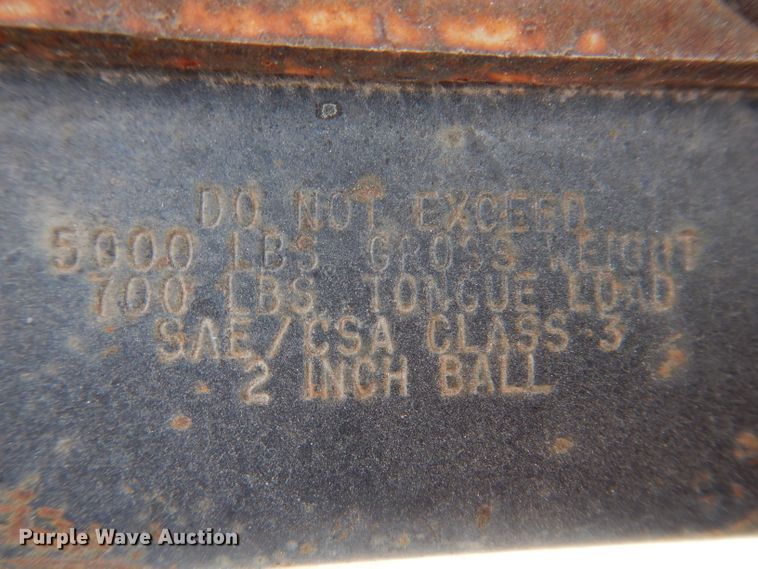 DO NOT EXCEED
5000 LBS. GROSS WEIGHT
700 LBS. TONGUE LOAD
SAE/CSA CLASS-3
2 INCH BALL
Purple Wave Auction